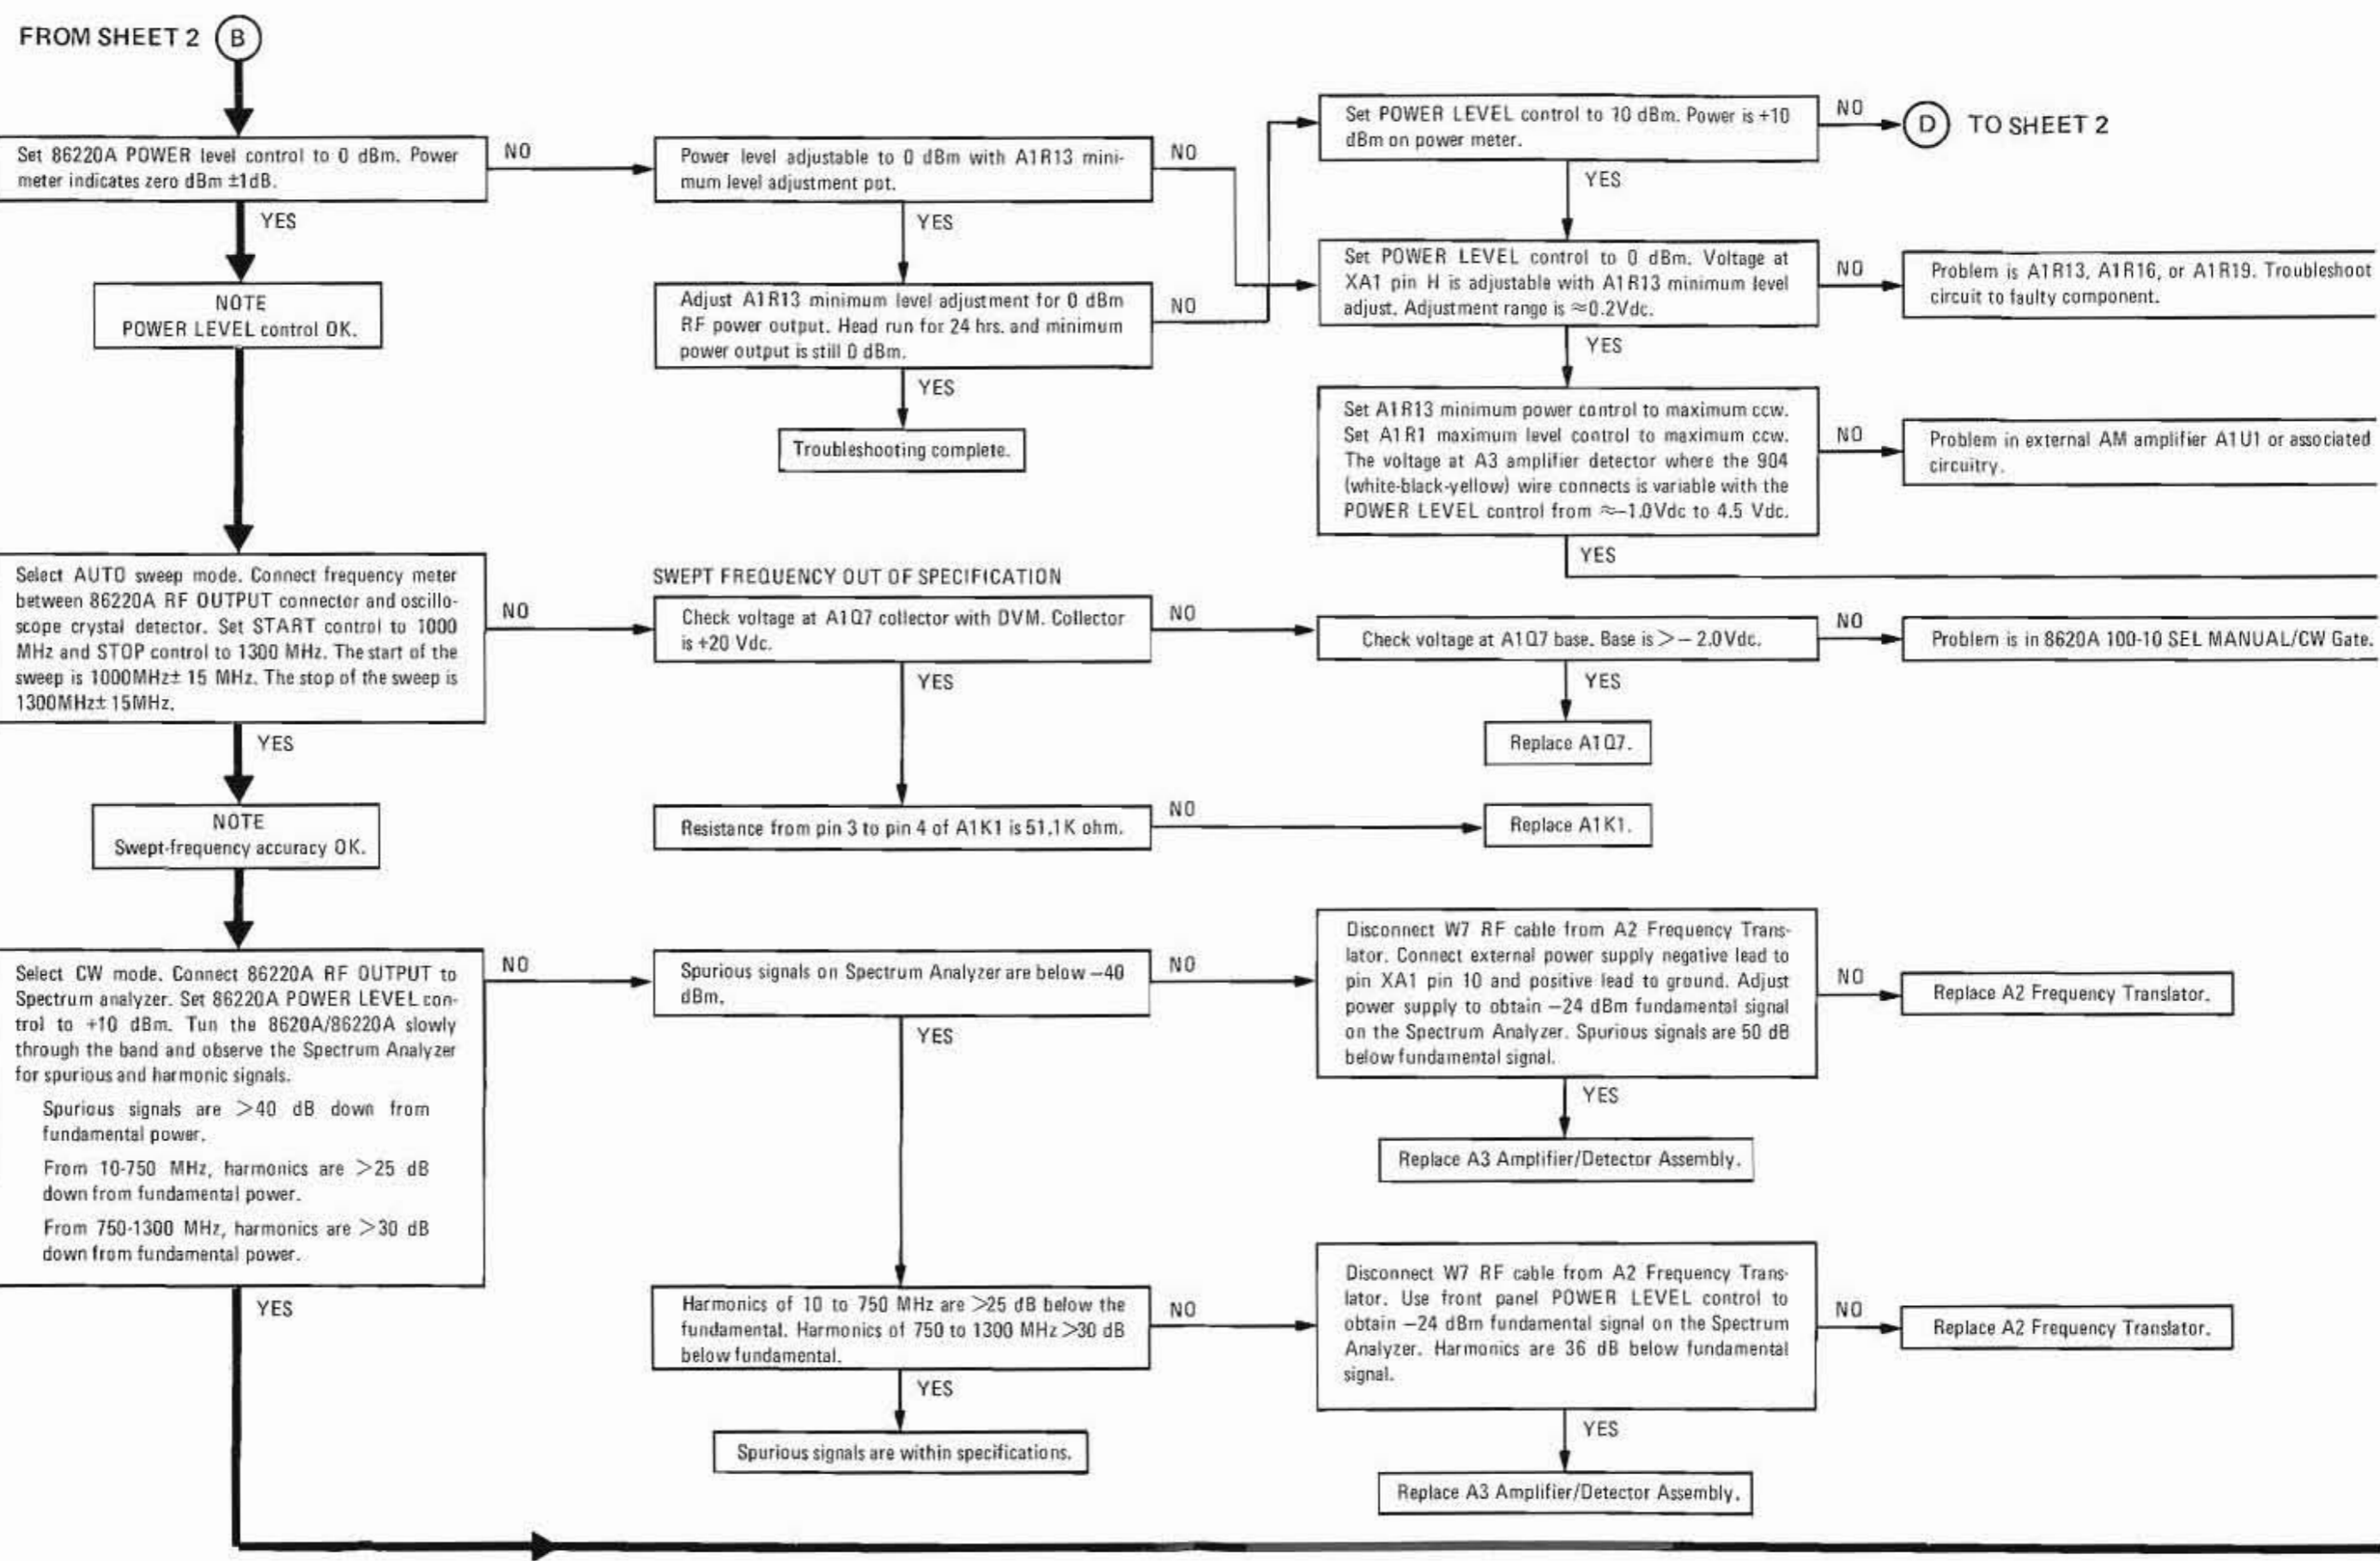 FROM SHEET 2 B
Set 86220A POWER level control to 0 dBm. Power
meter indicates zero dBm ±1dB.
NO
YES
NOTE
POWER LEVEL control OK.
Power level adjustable to 0 dBm with A1R13 mini-
mum level adjustment pot.
NO
YES
Adjust A1R13 minimum level adjustment for 0 dBm
RF power output. Head run for 24 hrs. and minimum
power output is still 0 dBm.
NO
YES
Troubleshooting complete.
Set POWER LEVEL control to 10 dBm. Power is +10
dBm on power meter.
NO
D TO SHEET 2
YES
Set POWER LEVEL control to 0 dBm. Voltage at
XA1 pin H is adjustable with A1R13 minimum level
adjust. Adjustment range is ≈0.2Vdc.
NO
Problem is A1R13, A1R16, or A1R19. Troubleshoot
circuit to faulty component.
YES
Set A1R13 minimum power control to maximum ccw.
Set A1R1 maximum level control to maximum ccw.
The voltage at A3 amplifier detector where the 904
(white-black-yellow) wire connects is variable with the
POWER LEVEL control from ≈–1.0Vdc to 4.5 Vdc.
NO
Problem in external AM amplifier A1U1 or associated
circuitry.
YES
Select AUTO sweep mode. Connect frequency meter
between 86220A RF OUTPUT connector and oscillo-
scope crystal detector. Set START control to 1000
MHz and STOP control to 1300 MHz. The start of the
sweep is 1000MHz± 15 MHz. The stop of the sweep is
1300MHz± 15MHz.
NO
YES
SWEPT FREQUENCY OUT OF SPECIFICATION
Check voltage at A1Q7 collector with DVM. Collector
is +20 Vdc.
NO
YES
Check voltage at A1Q7 base. Base is >– 2.0Vdc.
NO
Problem is in 8620A 100-10 SEL MANUAL/CW Gate.
YES
Replace A1Q7.
NOTE
Swept-frequency accuracy OK.
Resistance from pin 3 to pin 4 of A1K1 is 51.1K ohm.
NO
Replace A1K1.
Select CW mode. Connect 86220A RF OUTPUT to
Spectrum analyzer. Set 86220A POWER LEVEL con-
trol to +10 dBm. Tun the 8620A/86220A slowly
through the band and observe the Spectrum Analyzer
for spurious and harmonic signals.
Spurious signals are >40 dB down from
fundamental power.
From 10-750 MHz, harmonics are >25 dB
down from fundamental power.
From 750-1300 MHz, harmonics are >30 dB
down from fundamental power.
NO
YES
Spurious signals on Spectrum Analyzer are below –40
dBm.
NO
YES
Disconnect W7 RF cable from A2 Frequency Trans-
lator. Connect external power supply negative lead to
pin XA1 pin 10 and positive lead to ground. Adjust
power supply to obtain –24 dBm fundamental signal
on the Spectrum Analyzer. Spurious signals are 50 dB
below fundamental signal.
NO
Replace A2 Frequency Translator.
YES
Replace A3 Amplifier/Detector Assembly.
Harmonics of 10 to 750 MHz are >25 dB below the
fundamental. Harmonics of 750 to 1300 MHz >30 dB
below fundamental.
NO
YES
Spurious signals are within specifications.
Disconnect W7 RF cable from A2 Frequency Trans-
lator. Use front panel POWER LEVEL control to
obtain –24 dBm fundamental signal on the Spectrum
Analyzer. Harmonics are 36 dB below fundamental
signal.
NO
Replace A2 Frequency Translator.
YES
Replace A3 Amplifier/Detector Assembly.